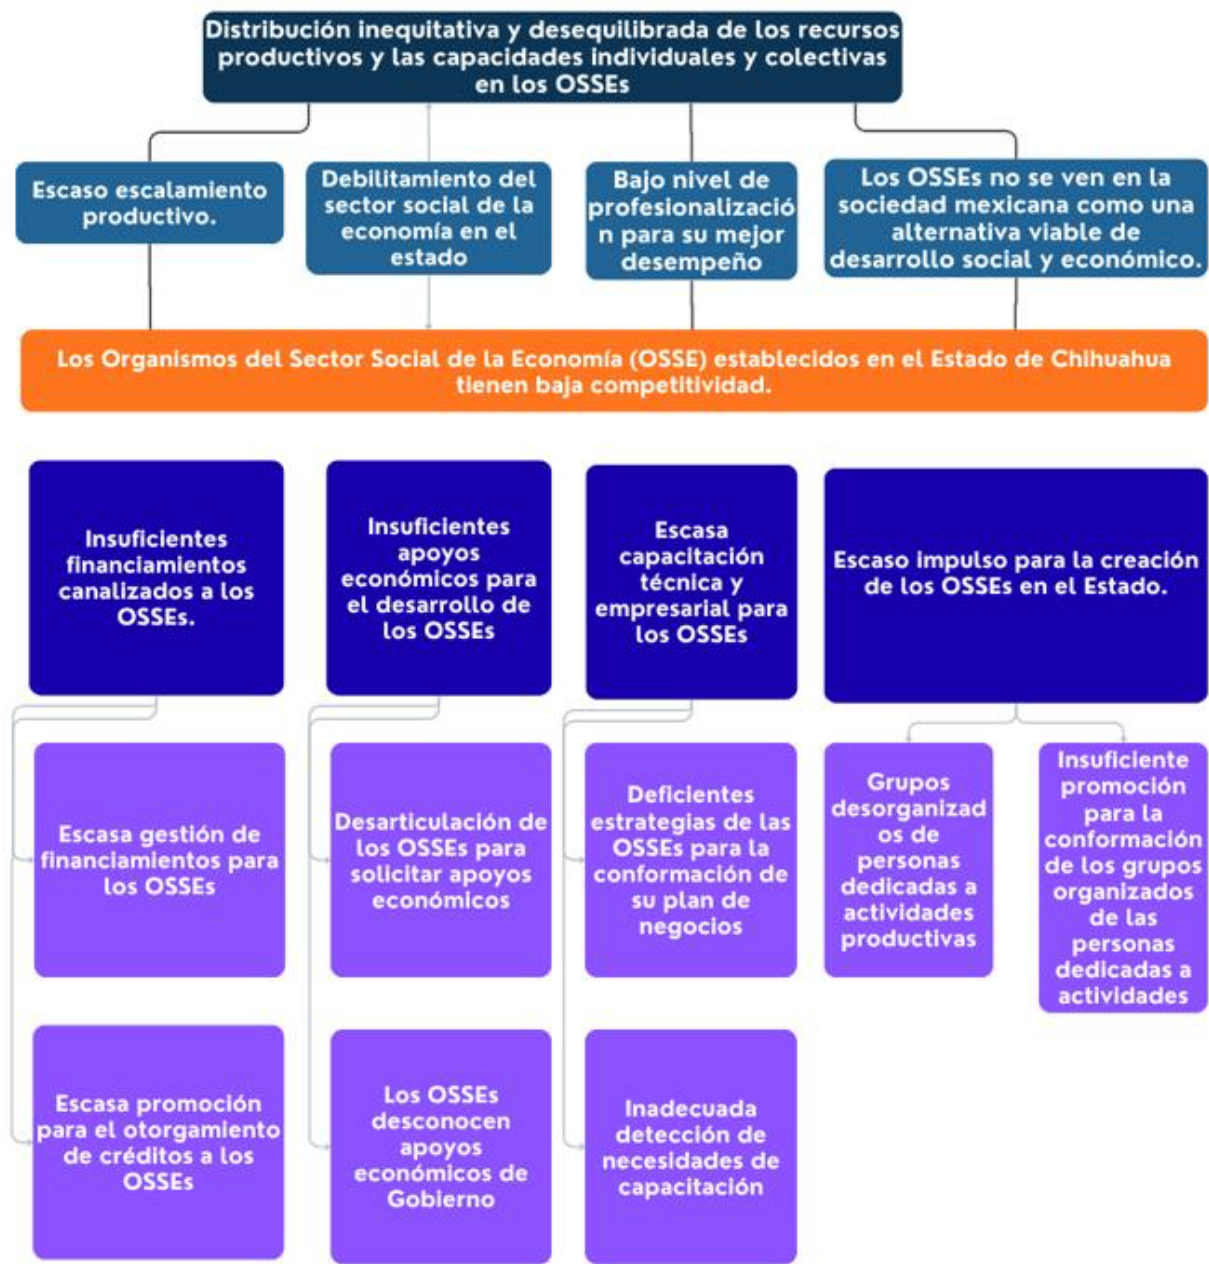 Distribución inequitativa y desequilibrada de los recursos
productivos y las capacidades individuales y colectivas
en los OSSEs
Escaso escalamiento
productivo.
Debilitamiento del
sector social de la
economía en el
estado
Bajo nivel de
profesionalizació
n para su mejor
desempeño
Los OSSEs no se ven en la
sociedad mexicana como una
alternativa viable de
desarrollo social y económico.
Los Organismos del Sector Social de la Economía (OSSE) establecidos en el Estado de Chihuahua
tienen baja competitividad.
Insuficientes
financiamientos
canalizados a los
OSSEs.
Insuficientes
apoyos
económicos para
el desarrollo de
los OSSEs
Escasa
capacitación
técnica y
empresarial para
los OSSEs
Escaso impulso para la creación
de los OSSEs en el Estado.
Escasa gestión de
financiamientos para
los OSSEs
Desarticulación de
los OSSEs para
solicitar apoyos
económicos
Deficientes
estrategias de las
OSSEs para la
conformación de
su plan de
negocios
Grupos
desorganizad
os de
personas
dedicadas a
actividades
productivas
Insuficiente
promoción
para la
conformación
de los grupos
organizados
de las
personas
dedicadas a
actividades
Escasa promoción
para el otorgamiento
de créditos a los
OSSEs
Los OSSEs
desconocen
apoyos
económicos de
Gobierno
Inadecuada
detección de
necesidades de
capacitación